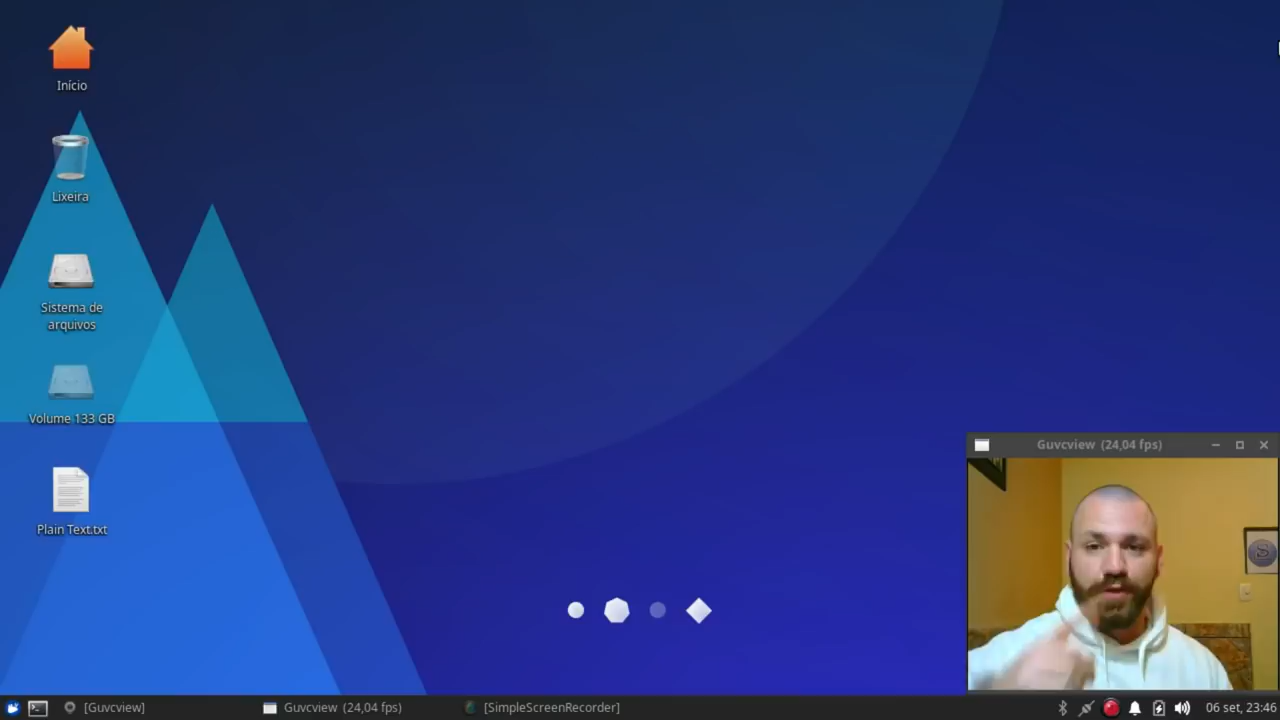 Início
Lixeira
Sistema de
arquivos
Volume 133 GB
Plain Text.txt
Guvcview (24,04 fps)
S
[Guvcview]
Guvcview (24,04 fps)
[SimpleScreenRecorder]
06 set, 23:46